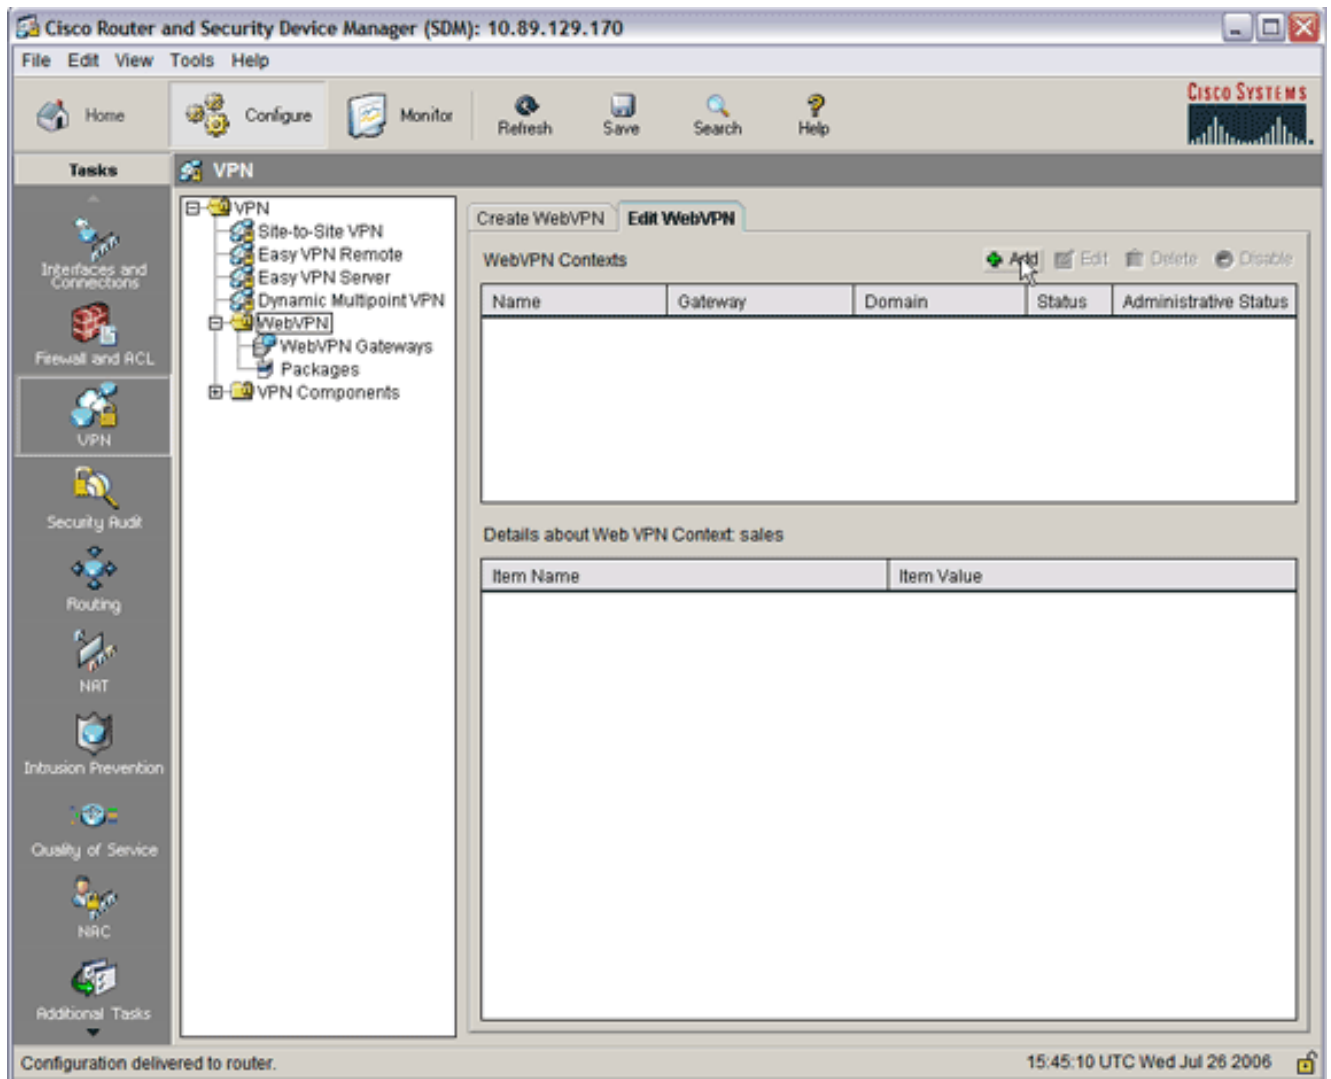 Cisco Router and Security Device Manager (SDM): 10.89.129.170
File Edit View Tools Help
Home Configure Monitor Refresh Save Search Help
CISCO SYSTEMS
Tasks
VPN
Interfaces and Connections
Firewall and ACL
VPN
Security Audit
Routing
NAT
Intrusion Prevention
Quality of Service
NAC
Additional Tasks
VPN
Site-to-Site VPN
Easy VPN Remote
Easy VPN Server
Dynamic Multipoint VPN
WebVPN
WebVPN Gateways
Packages
VPN Components
Create WebVPN Edit WebVPN
WebVPN Contexts Add Edit Delete Disable
Name Gateway Domain Status Administrative Status
Details about Web VPN Context: sales
Item Name Item Value
Configuration delivered to router. 15:45:10 UTC Wed Jul 26 2006